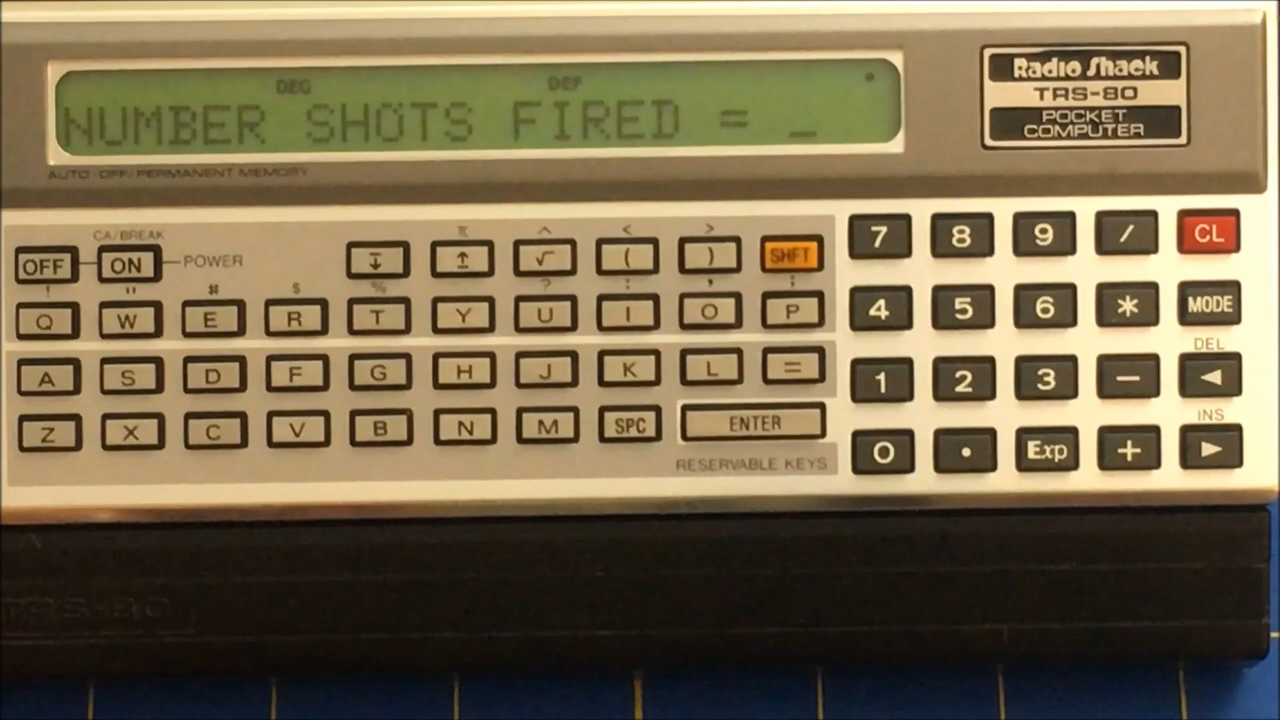 DEG DEF
NUMBER SHOTS FIRED = _
AUTO-OFF/PERMANENT MEMORY
Radio Shack
TRS-80
POCKET
COMPUTER
CA/BREAK
OFF ON POWER
π ^ < >
↓ ↑ √ ( ) SHFT
! " # $ % ? : , ;
Q W E R T Y U I O P
A S D F G H J K L =
Z X C V B N M SPC ENTER
RESERVABLE KEYS
7 8 9 / CL
4 5 6 * MODE
DEL
1 2 3 − ◄
INS
0 • Exp + ►
TRS-80